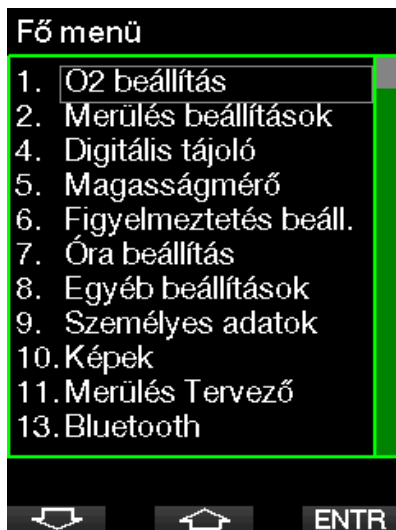 Fő menü
1. O2 beállítás
2. Merülés beállítások
4. Digitális tájoló
5. Magasságmérő
6. Figyelmeztetés beáll.
7. Óra beállítás
8. Egyéb beállítások
9. Személyes adatok
10. Képek
11. Merülés Tervező
13. Bluetooth
ENTR